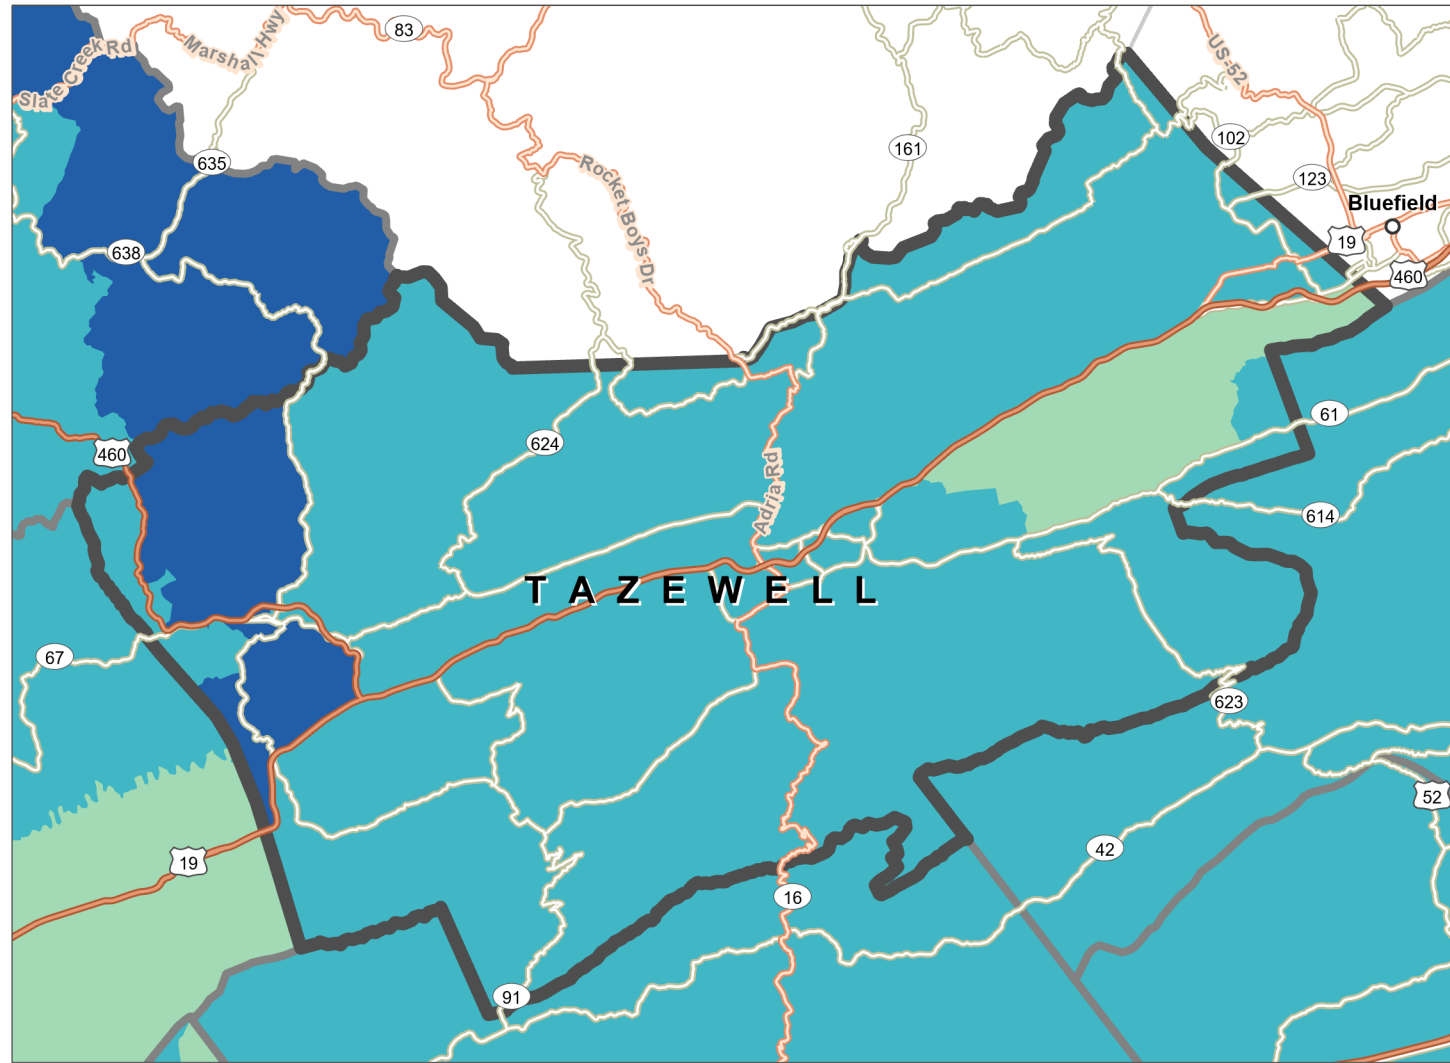 Slate Creek Rd
Marshall Hwy
83
US-52
635
161
102
123
Rocket Boys Dr
Bluefield
638
19
460
61
624
460
Adria Rd
614
TAZEWELL
67
623
52
19
42
16
91